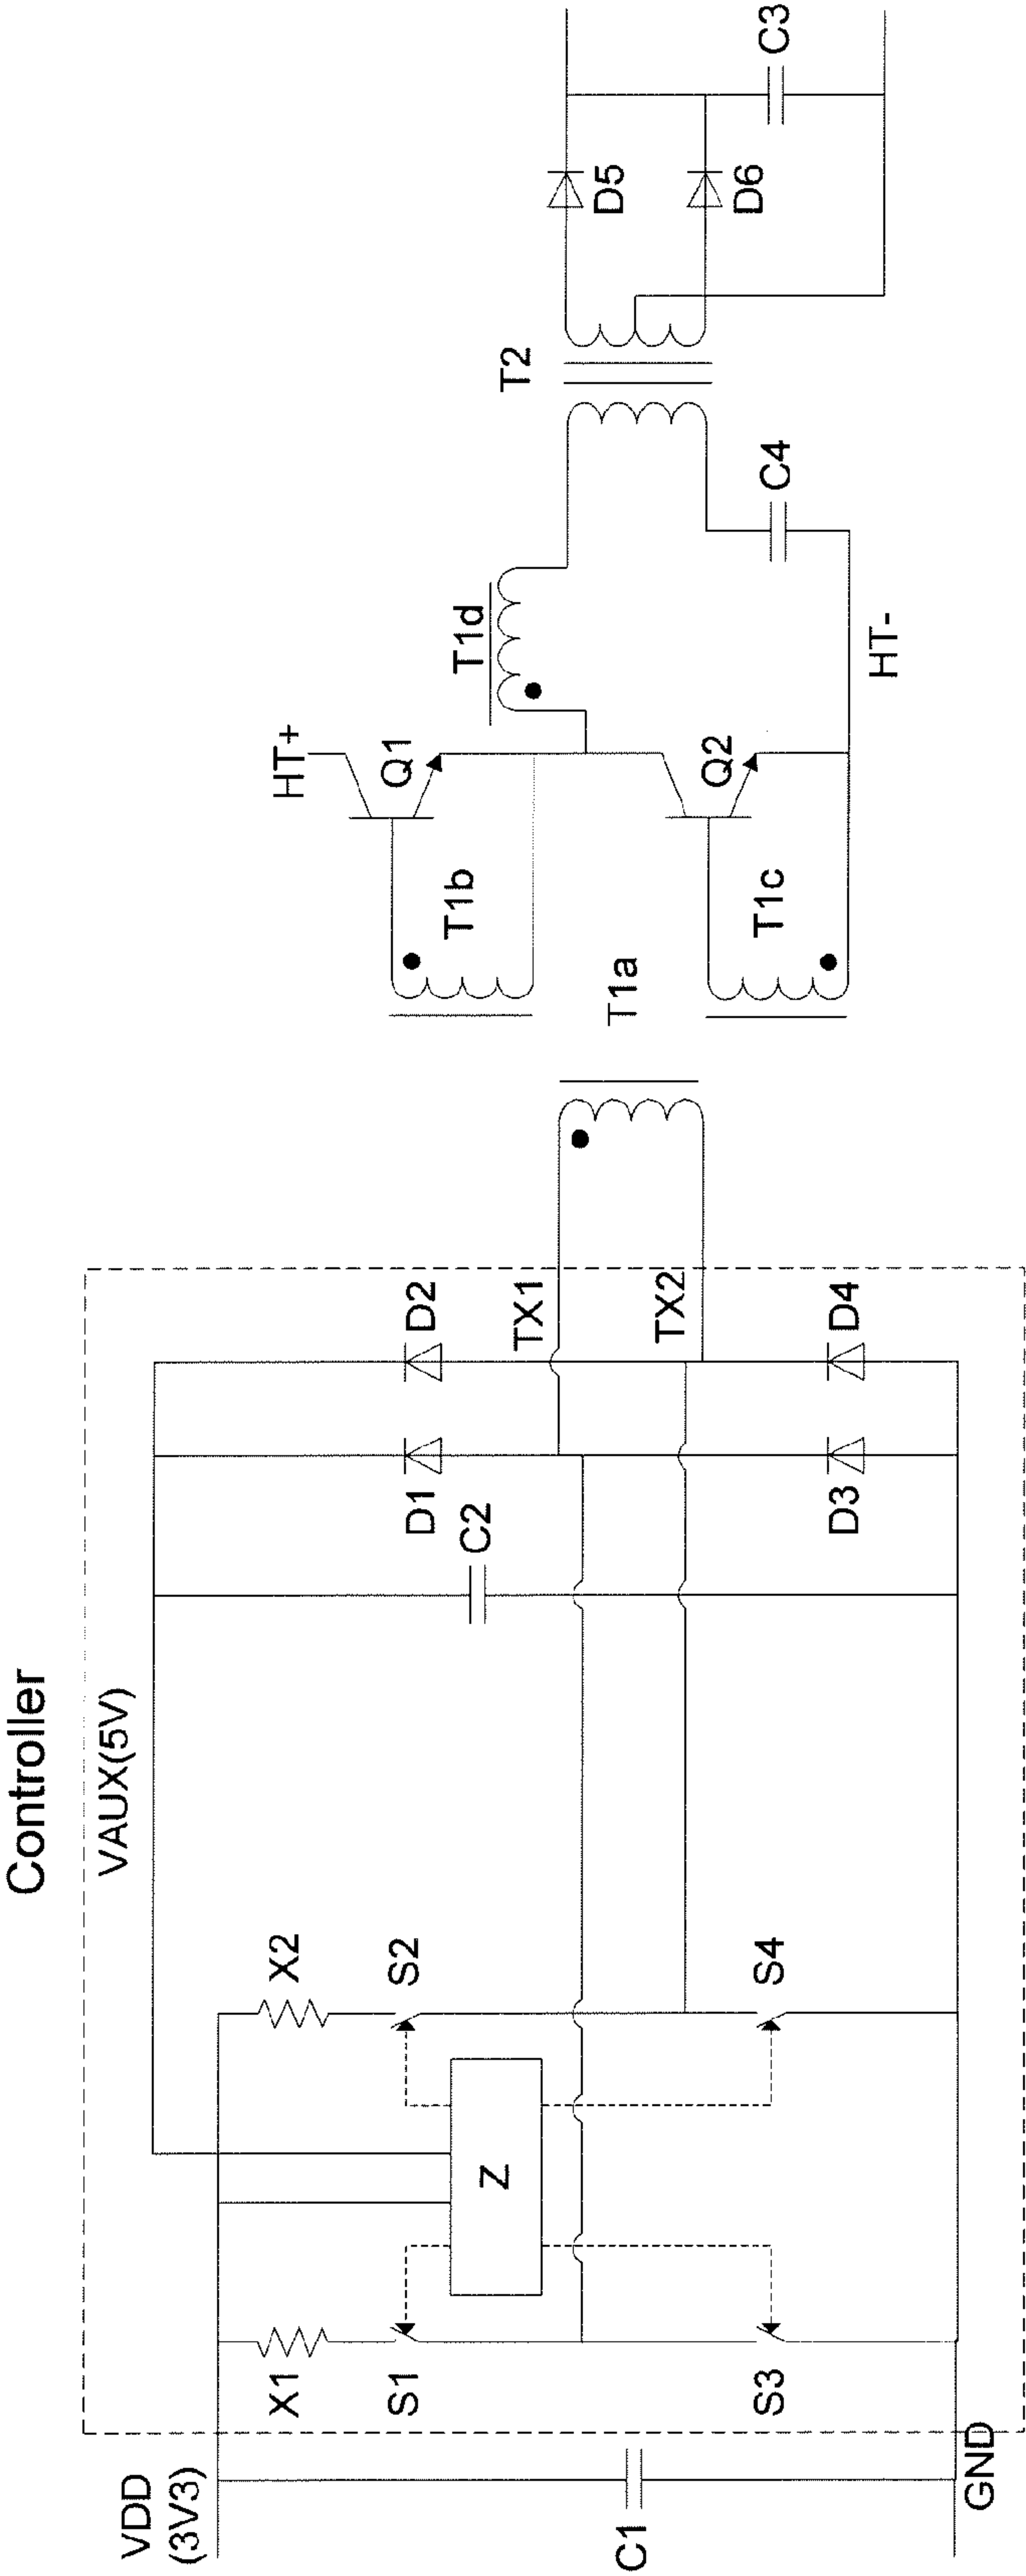 Controller
VDD
(3V3)
VAUX(5V)
C1
GND
X1
X2
S1
S2
Z
S3
S4
C2
D1
D2
D3
D4
TX1
TX2
T1a
T1b
T1c
HT+
Q1
Q2
T1d
HT-
C4
T2
D5
D6
C3